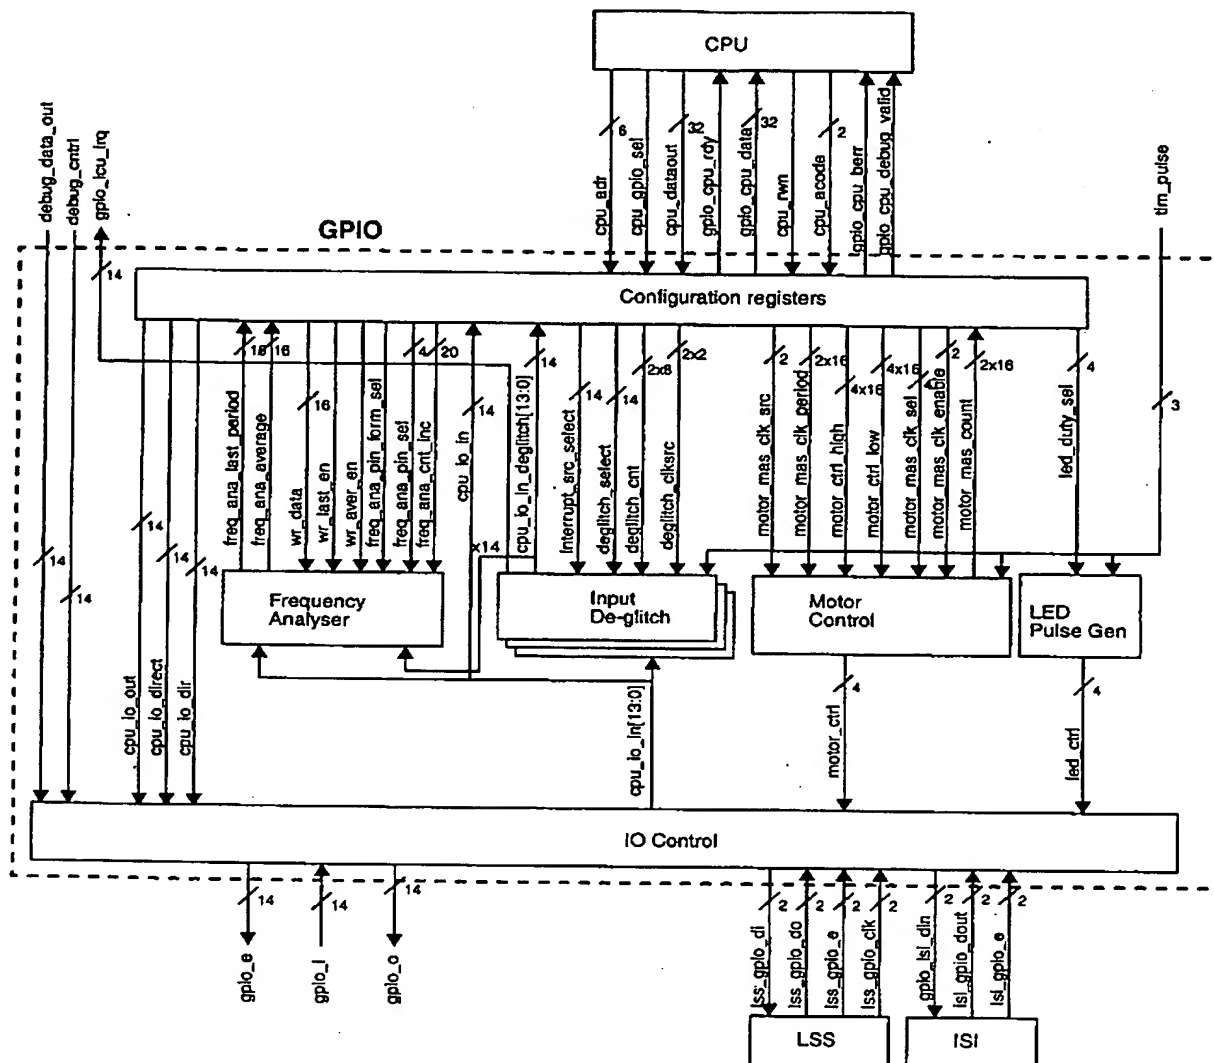 CPU
6
32
32
2
cpu_adr
cpu_gpio_sel
cpu_dataout
gpio_cpu_rdy
gpio_cpu_data
cpu_rwn
cpu_acode
gpio_cpu_berr
gpio_cpu_debug_valid
debug_data_out
debug_cntrl
gpio_icu_irq
tim_pulse
GPIO
14
3
Configuration registers
16
16
16
4
20
14
14
14
14
2x8
2x2
2
2x16
4x16
4x16
4
2
2x16
4
freq_ana_last_period
freq_ana_average
wr_data
wr_last_en
wr_aver_en
freq_ana_pin_form_sel
freq_ana_pin_sel
freq_ana_cnt_inc
cpu_io_in
cpu_io_in_deglitch[13:0]
interrupt_src_select
deglitch_select
deglitch_cnt
deglitch_clksrc
motor_mas_clk_src
motor_mas_clk_period
motor_ctrl_high
motor_ctrl_low
motor_mas_clk_sel
motor_mas_clk_enable
motor_mas_count
led_duty_sel
x14
14
14
14
14
14
Frequency
Analyser
Input
De-glitch
Motor
Control
LED
Pulse Gen
cpu_io_out
cpu_io_direct
cpu_io_dir
cpu_io_in[13:0]
motor_ctrl
4
led_ctrl
4
IO Control
14
14
14
2
2
2
2
2
2
2
gpio_e
gpio_i
gpio_o
lss_gpio_di
lss_gpio_do
lss_gpio_e
lss_gpio_clk
gpio_isi_din
isi_gpio_dout
isi_gpio_e
LSS
ISI